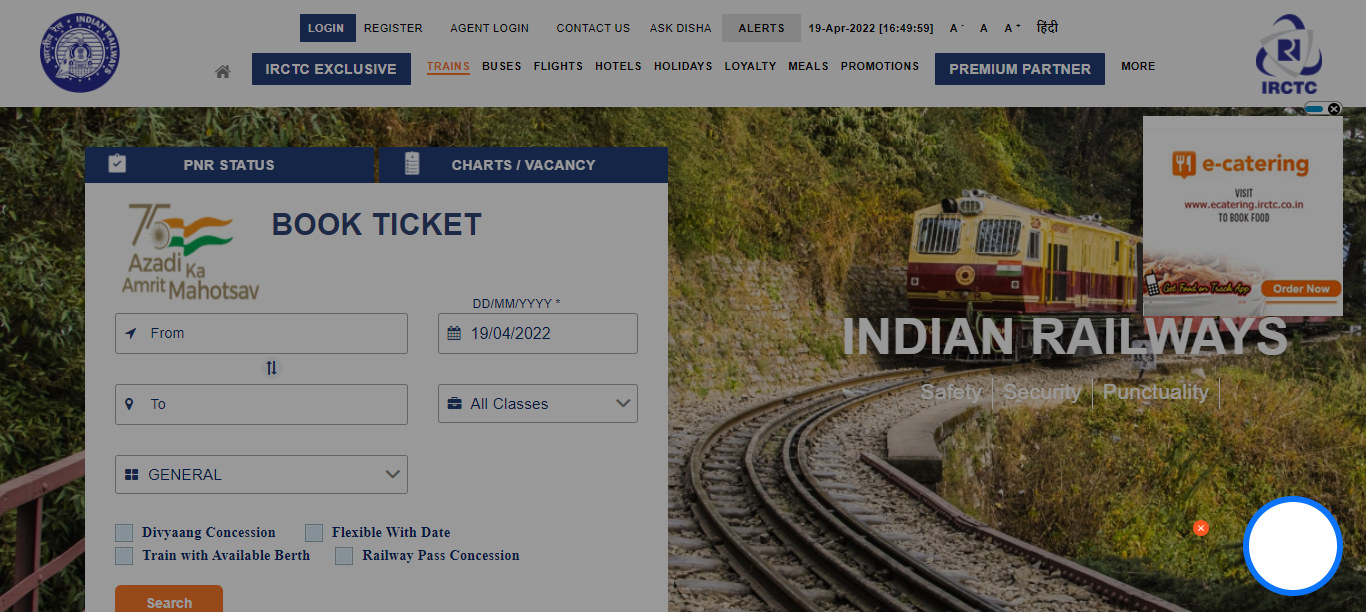 LOGIN REGISTER AGENT LOGIN CONTACT US ASK DISHA ALERTS 19-Apr-2022 [16:49:59] A - A A + हिंदी
IRCTC EXCLUSIVE TRAINS BUSES FLIGHTS HOTELS HOLIDAYS LOYALTY MEALS PROMOTIONS PREMIUM PARTNER MORE
INDIAN RAILWAYS
भारतीय रेल
IRCTC
PNR STATUS CHARTS / VACANCY
75
Azadi Ka
Amrit Mahotsav
BOOK TICKET
DD/MM/YYYY *
From 19/04/2022
To All Classes
GENERAL
Divyaang Concession Flexible With Date
Train with Available Berth Railway Pass Concession
Search
e-catering
VISIT
www.ecatering.irctc.co.in
TO BOOK FOOD
Get Food on Track App Order Now
INDIAN RAILWAYS
Safety Security Punctuality